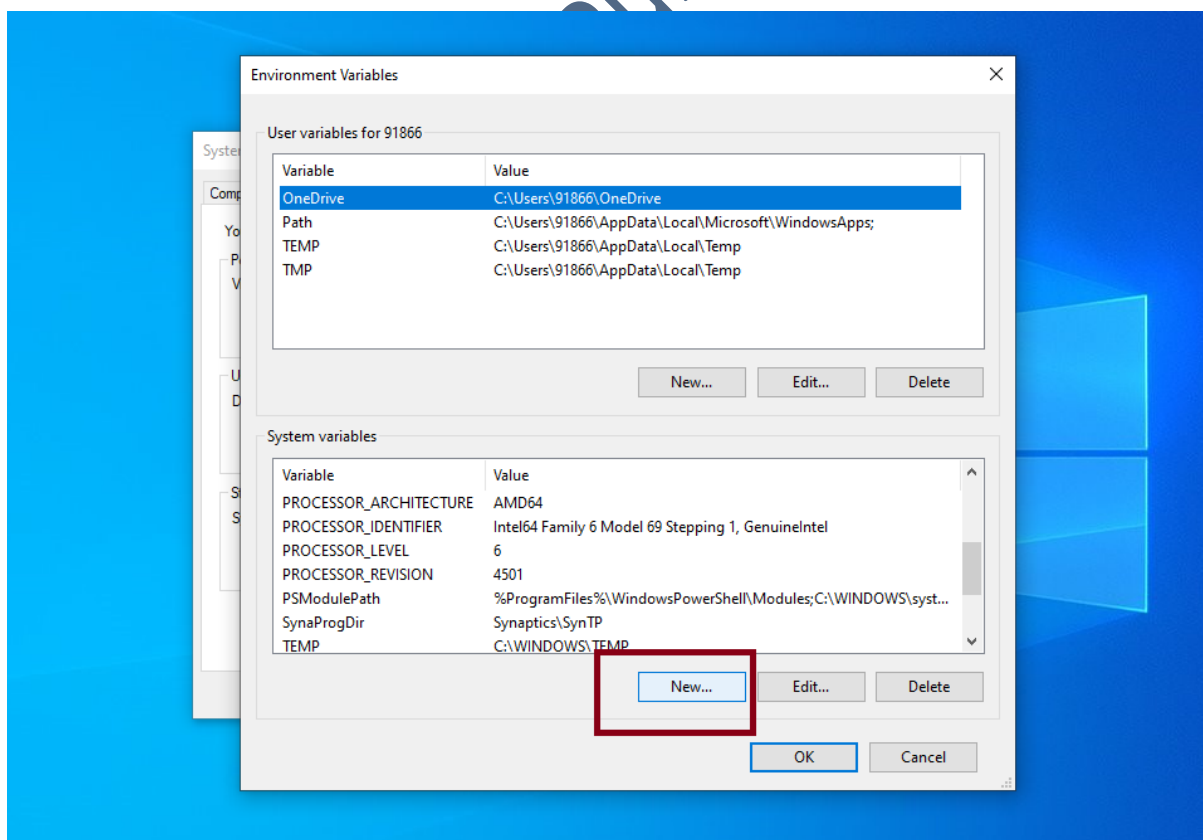 Environment Variables
User variables for 91866
Syster
Variable Value
Comp
OneDrive C:\Users\91866\OneDrive
Path C:\Users\91866\AppData\Local\Microsoft\WindowsApps;
Yo
TEMP C:\Users\91866\AppData\Local\Temp
P
TMP C:\Users\91866\AppData\Local\Temp
V
U
New... Edit... Delete
D
System variables
Variable Value
S
PROCESSOR_ARCHITECTURE AMD64
S
PROCESSOR_IDENTIFIER Intel64 Family 6 Model 69 Stepping 1, GenuineIntel
PROCESSOR_LEVEL 6
PROCESSOR_REVISION 4501
PSModulePath %ProgramFiles%\WindowsPowerShell\Modules;C:\WINDOWS\syst...
SynaProgDir Synaptics\SynTP
TEMP C:\WINDOWS\TEMP
New... Edit... Delete
OK Cancel